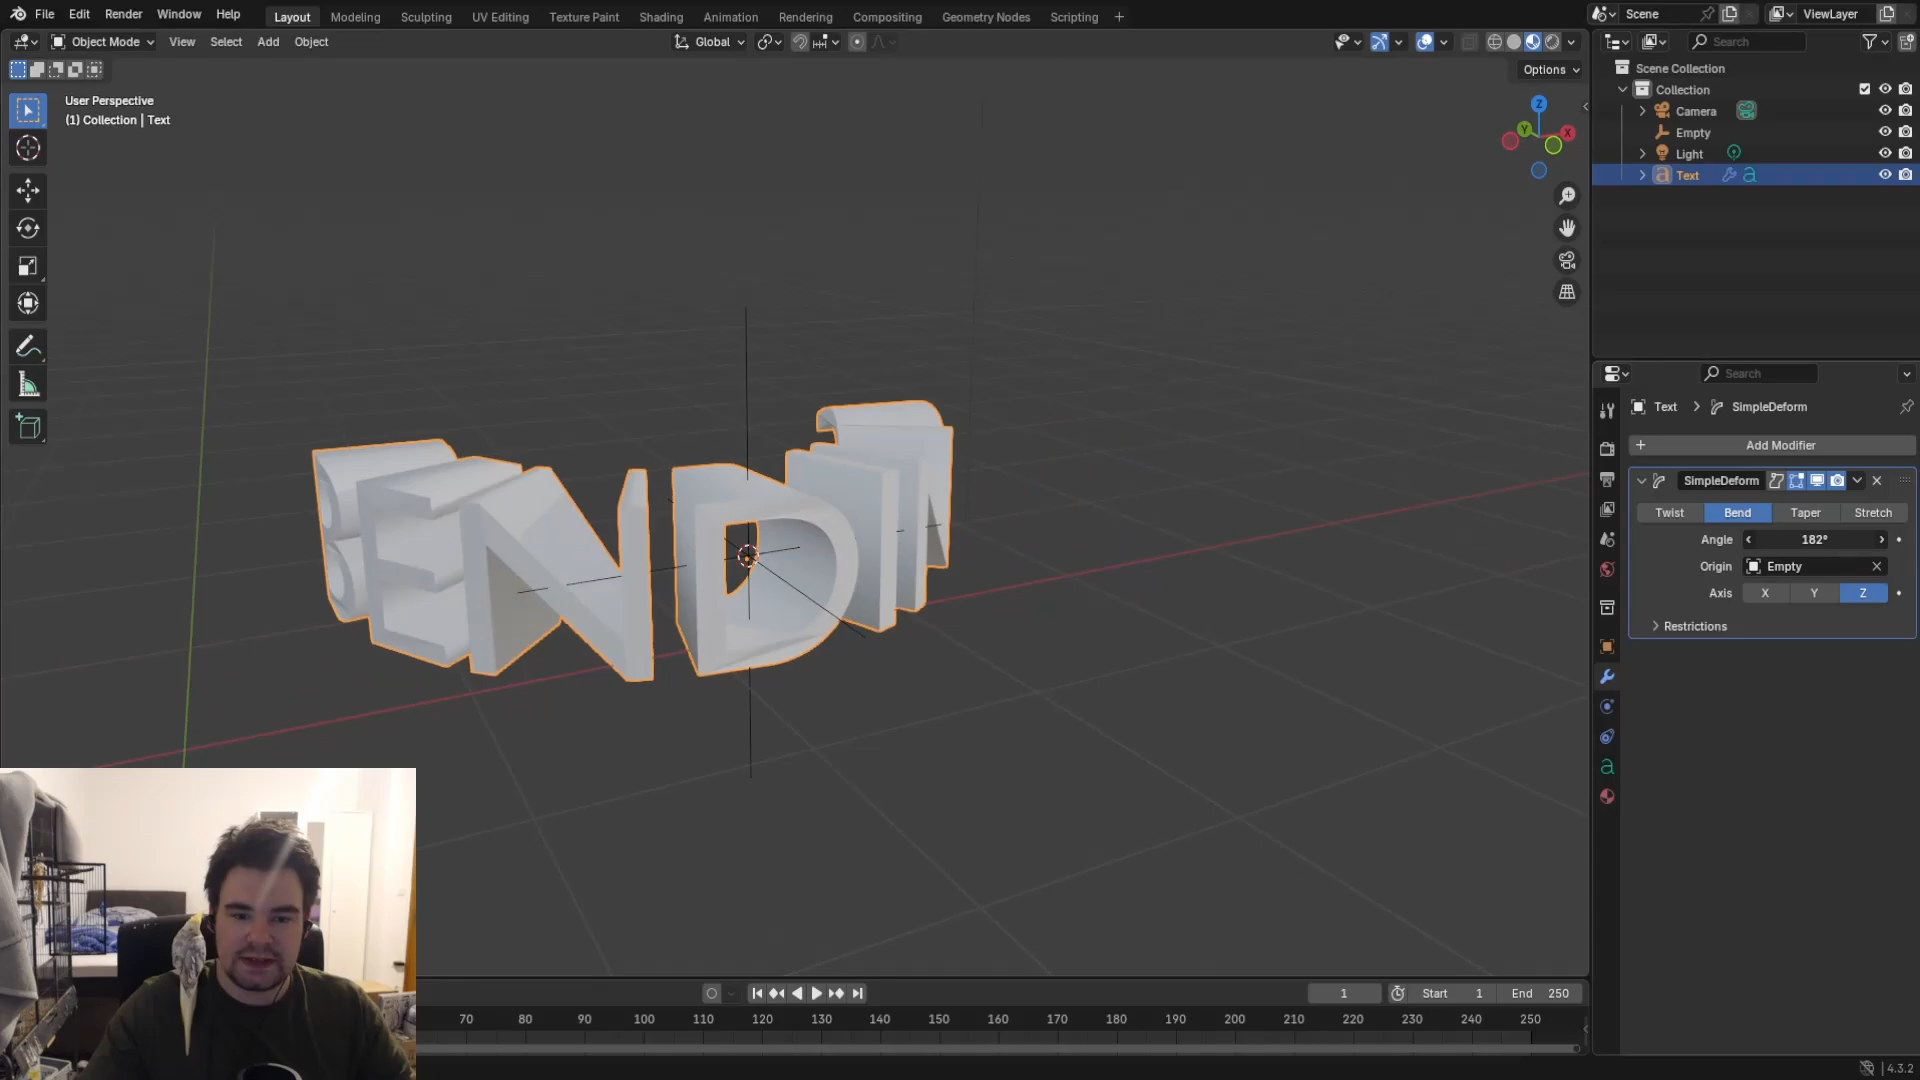 File Edit Render Window Help Layout Modeling Sculpting UV Editing Texture Paint Shading Animation Rendering Compositing Geometry Nodes Scripting + Scene ViewLayer
Object Mode View Select Add Object Global Search
Options
User Perspective
(1) Collection | Text
Scene Collection
Collection
Camera
Empty
Light
Text
Z
Y
X
Search
Text > SimpleDeform
+ Add Modifier
SimpleDeform
Twist Bend Taper Stretch
Angle 182°
Origin Empty
Axis X Y Z
Restrictions
END
1 Start 1 End 250
70 80 90 100 110 120 130 140 150 160 170 180 190 200 210 220 230 240 250
4.3.2